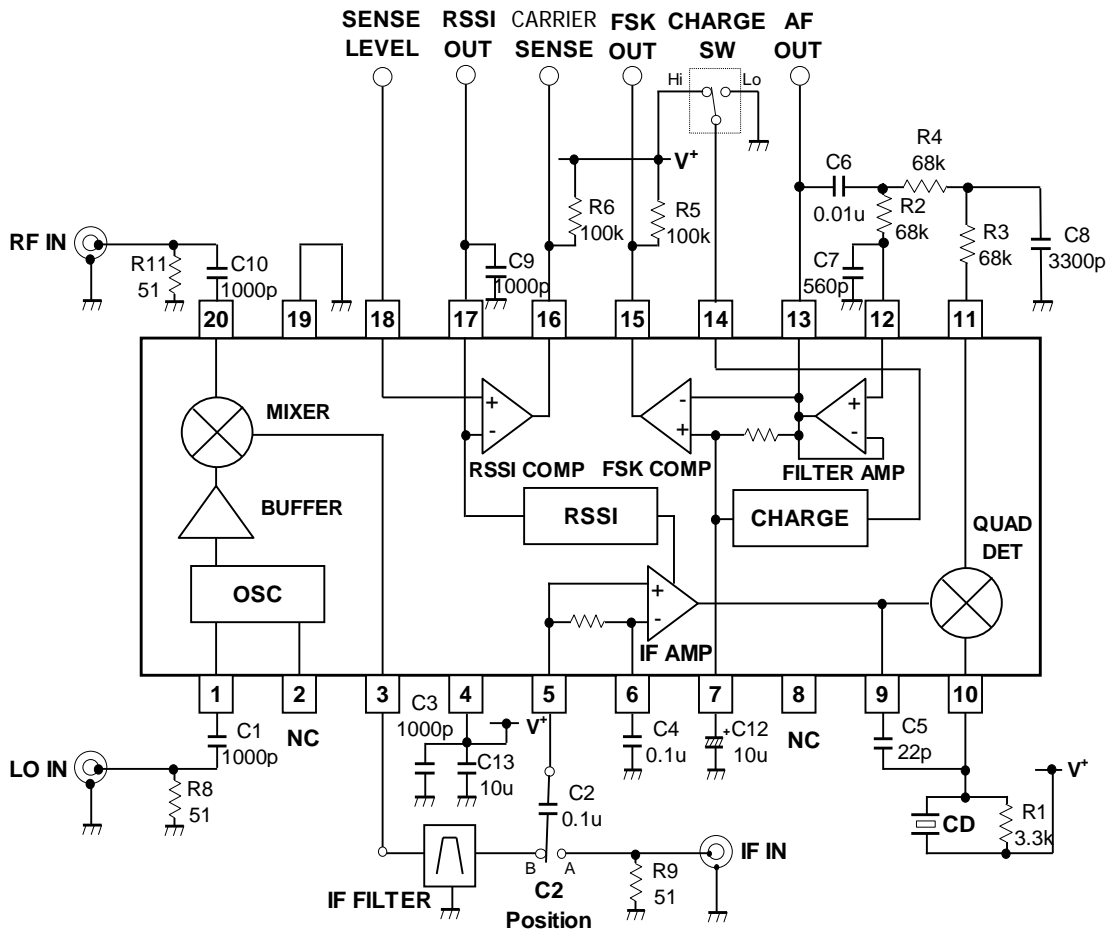 SENSE LEVEL
RSSI OUT
CARRIER SENSE
FSK OUT
CHARGE SW
AF OUT
Hi
Lo
V+
R6
100k
R5
100k
C6
0.01u
R4
68k
R2
68k
R3
68k
C7
560p
C8
3300p
RF IN
R11
51
C10
1000p
C9
1000p
20
19
18
17
16
15
14
13
12
11
MIXER
BUFFER
OSC
+
-
RSSI COMP
-
+
FSK COMP
+
-
FILTER AMP
RSSI
CHARGE
QUAD DET
+
-
IF AMP
1
2
3
4
5
6
7
8
9
10
NC
NC
LO IN
C1
1000p
R8
51
C3
1000p
V+
C13
10u
C2
0.1u
C4
0.1u
+
C12
10u
C5
22p
CD
R1
3.3k
V+
IF FILTER
B
A
C2
Position
R9
51
IF IN